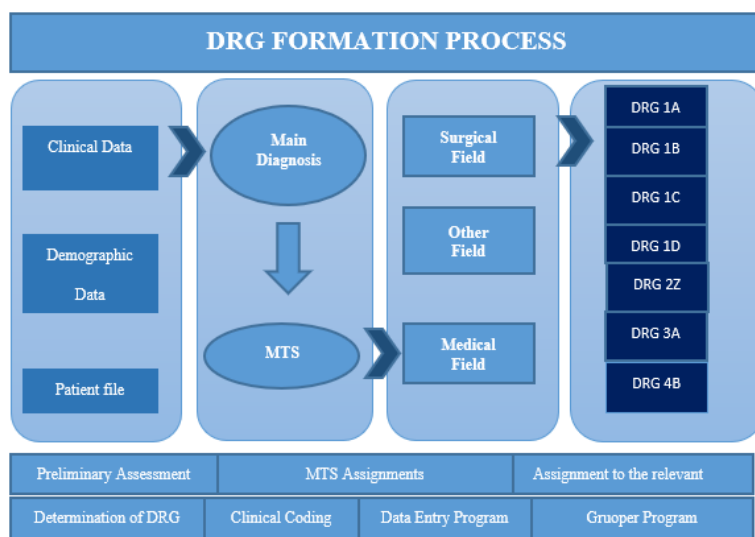 DRG FORMATION PROCESS
Clinical Data
Demographic
Data
Patient file
Main
Diagnosis
MTS
Surgical
Field
Other
Field
Medical
Field
DRG 1A
DRG 1B
DRG 1C
DRG 1D
DRG 2Z
DRG 3A
DRG 4B
Preliminary Assessment
MTS Assignments
Assignment to the relevant
Determination of DRG
Clinical Coding
Data Entry Program
Gruoper Program